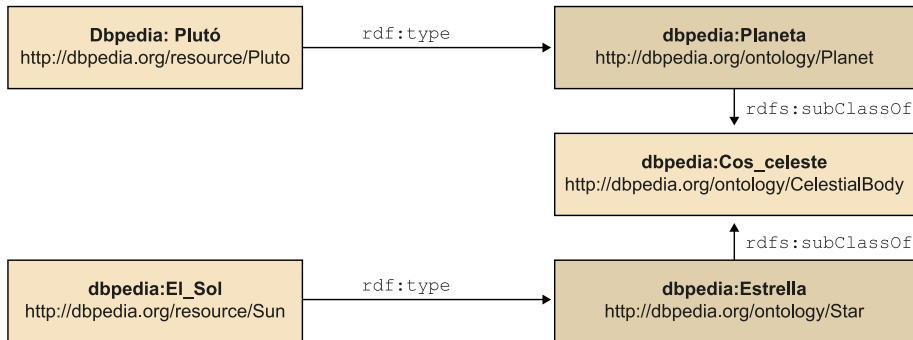 Dbpedia: Plutó
http://dbpedia.org/resource/Pluto
rdf:type
dbpedia:Planeta
http://dbpedia.org/ontology/Planet
rdfs:subClassOf
dbpedia:Cos_celeste
http://dbpedia.org/ontology/CelestialBody
rdfs:subClassOf
dbpedia:El_Sol
http://dbpedia.org/resource/Sun
rdf:type
dbpedia:Estrella
http://dbpedia.org/ontology/Star